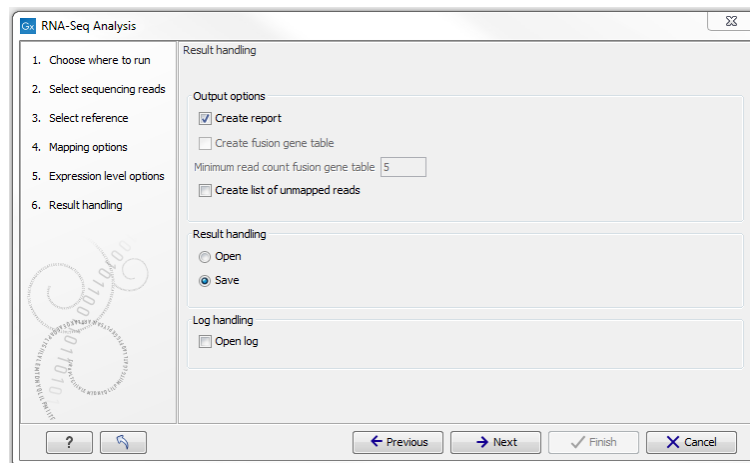 Gx RNA-Seq Analysis
1. Choose where to run
2. Select sequencing reads
3. Select reference
4. Mapping options
5. Expression level options
6. Result handling
Result handling
Output options
Create report
Create fusion gene table
Minimum read count fusion gene table 5
Create list of unmapped reads
Result handling
Open
Save
Log handling
Open log
? Previous Next Finish Cancel